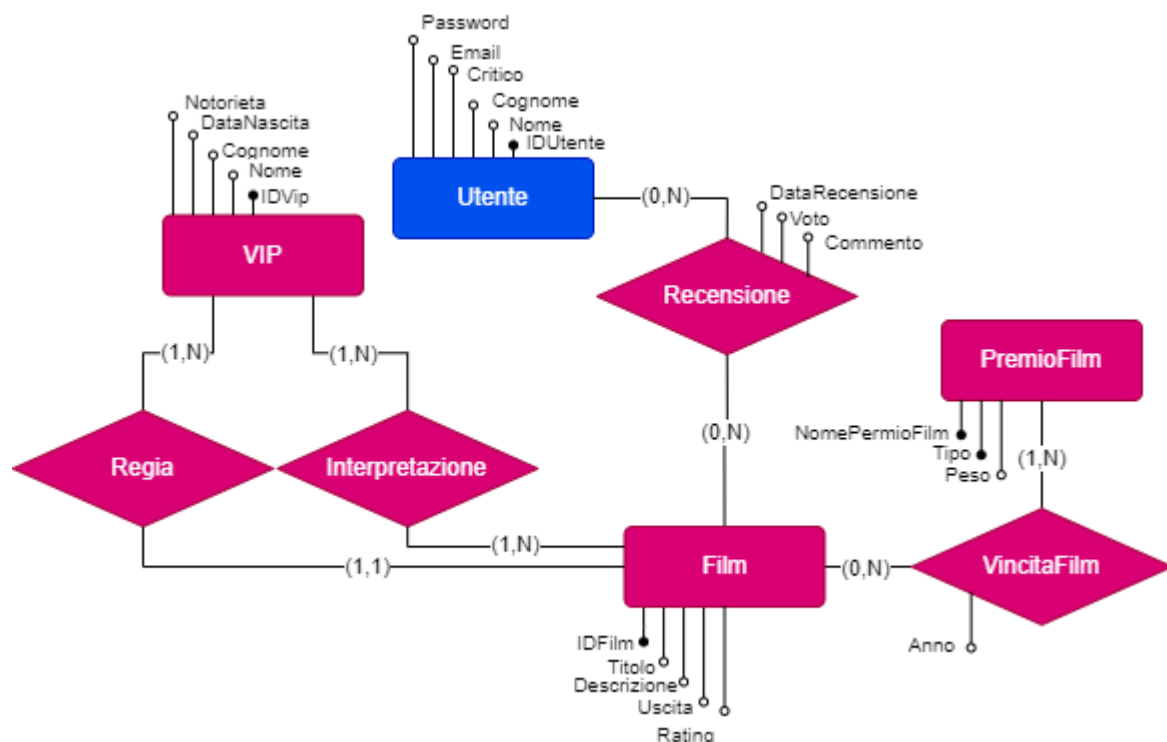 Password
Email
Critico
Cognome
Nome
IDUtente
Utente
Notorieta
DataNascita
Cognome
Nome
IDVip
VIP
(0,N)
DataRecensione
Voto
Commento
Recensione
(1,N)
(1,N)
(0,N)
PremioFilm
NomePermioFilm
Tipo
Peso
(1,N)
Regia
Interpretazione
(1,N)
(1,1)
Film
(0,N)
VincitaFilm
Anno
IDFilm
Titolo
Descrizione
Uscita
Rating